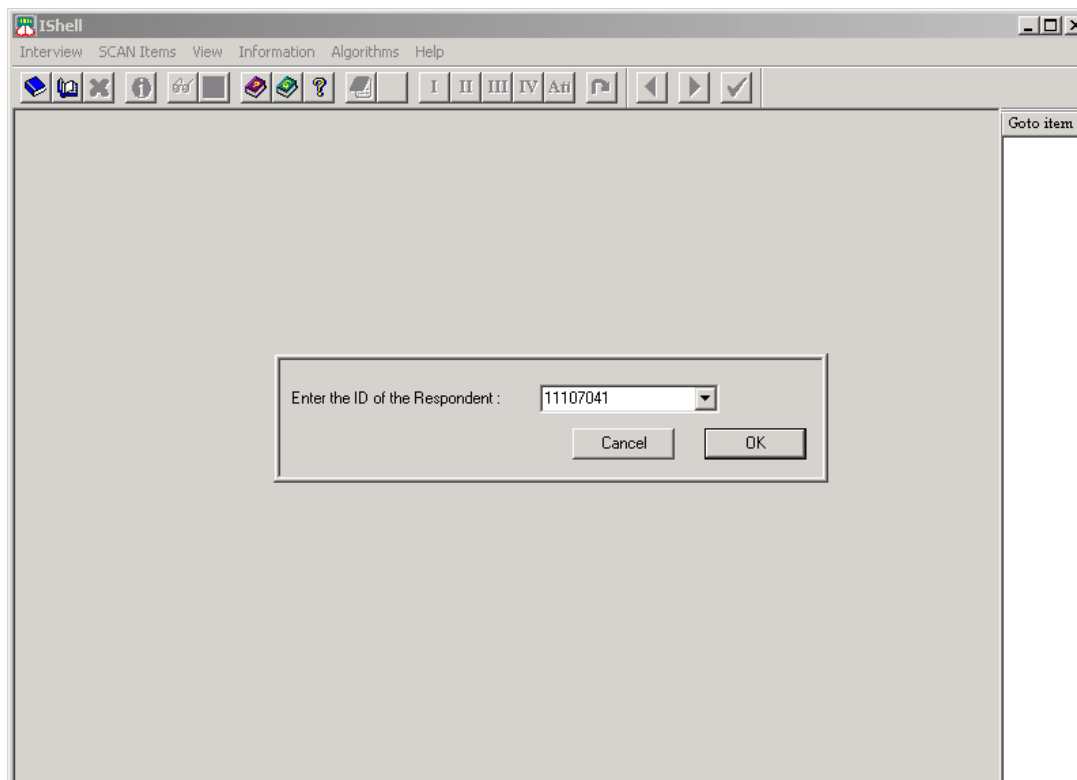 IShell
Interview SCAN Items View Information Algorithms Help
? I II III IV Att
Goto item
Enter the ID of the Respondent : 11107041
Cancel OK